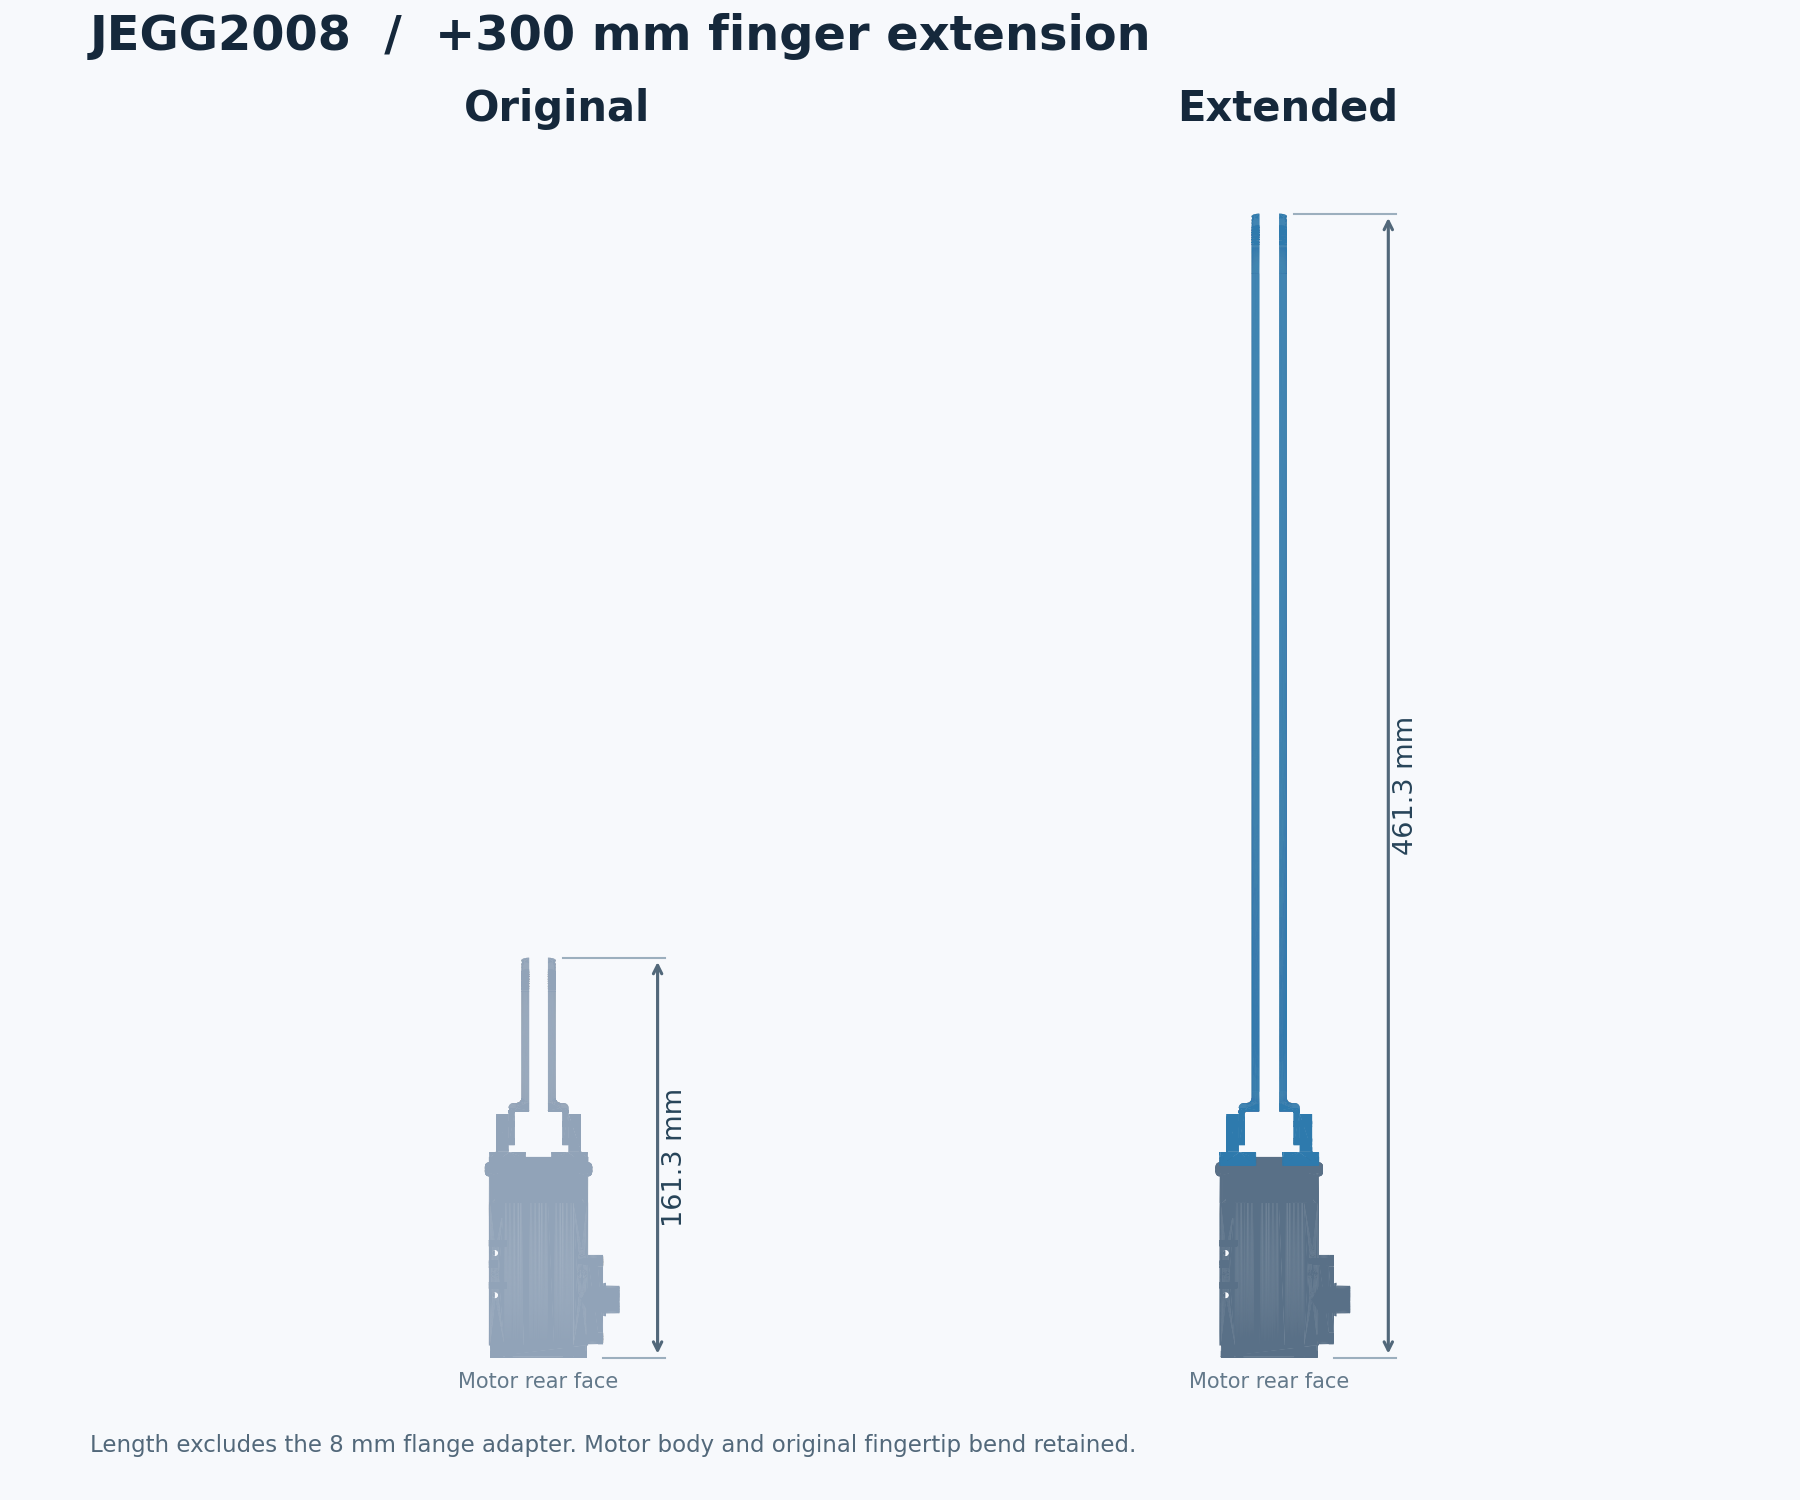 JEGG2008 / +300 mm finger extension
Original
Extended
161.3 mm
461.3 mm
Motor rear face
Motor rear face
Length excludes the 8 mm flange adapter. Motor body and original fingertip bend retained.